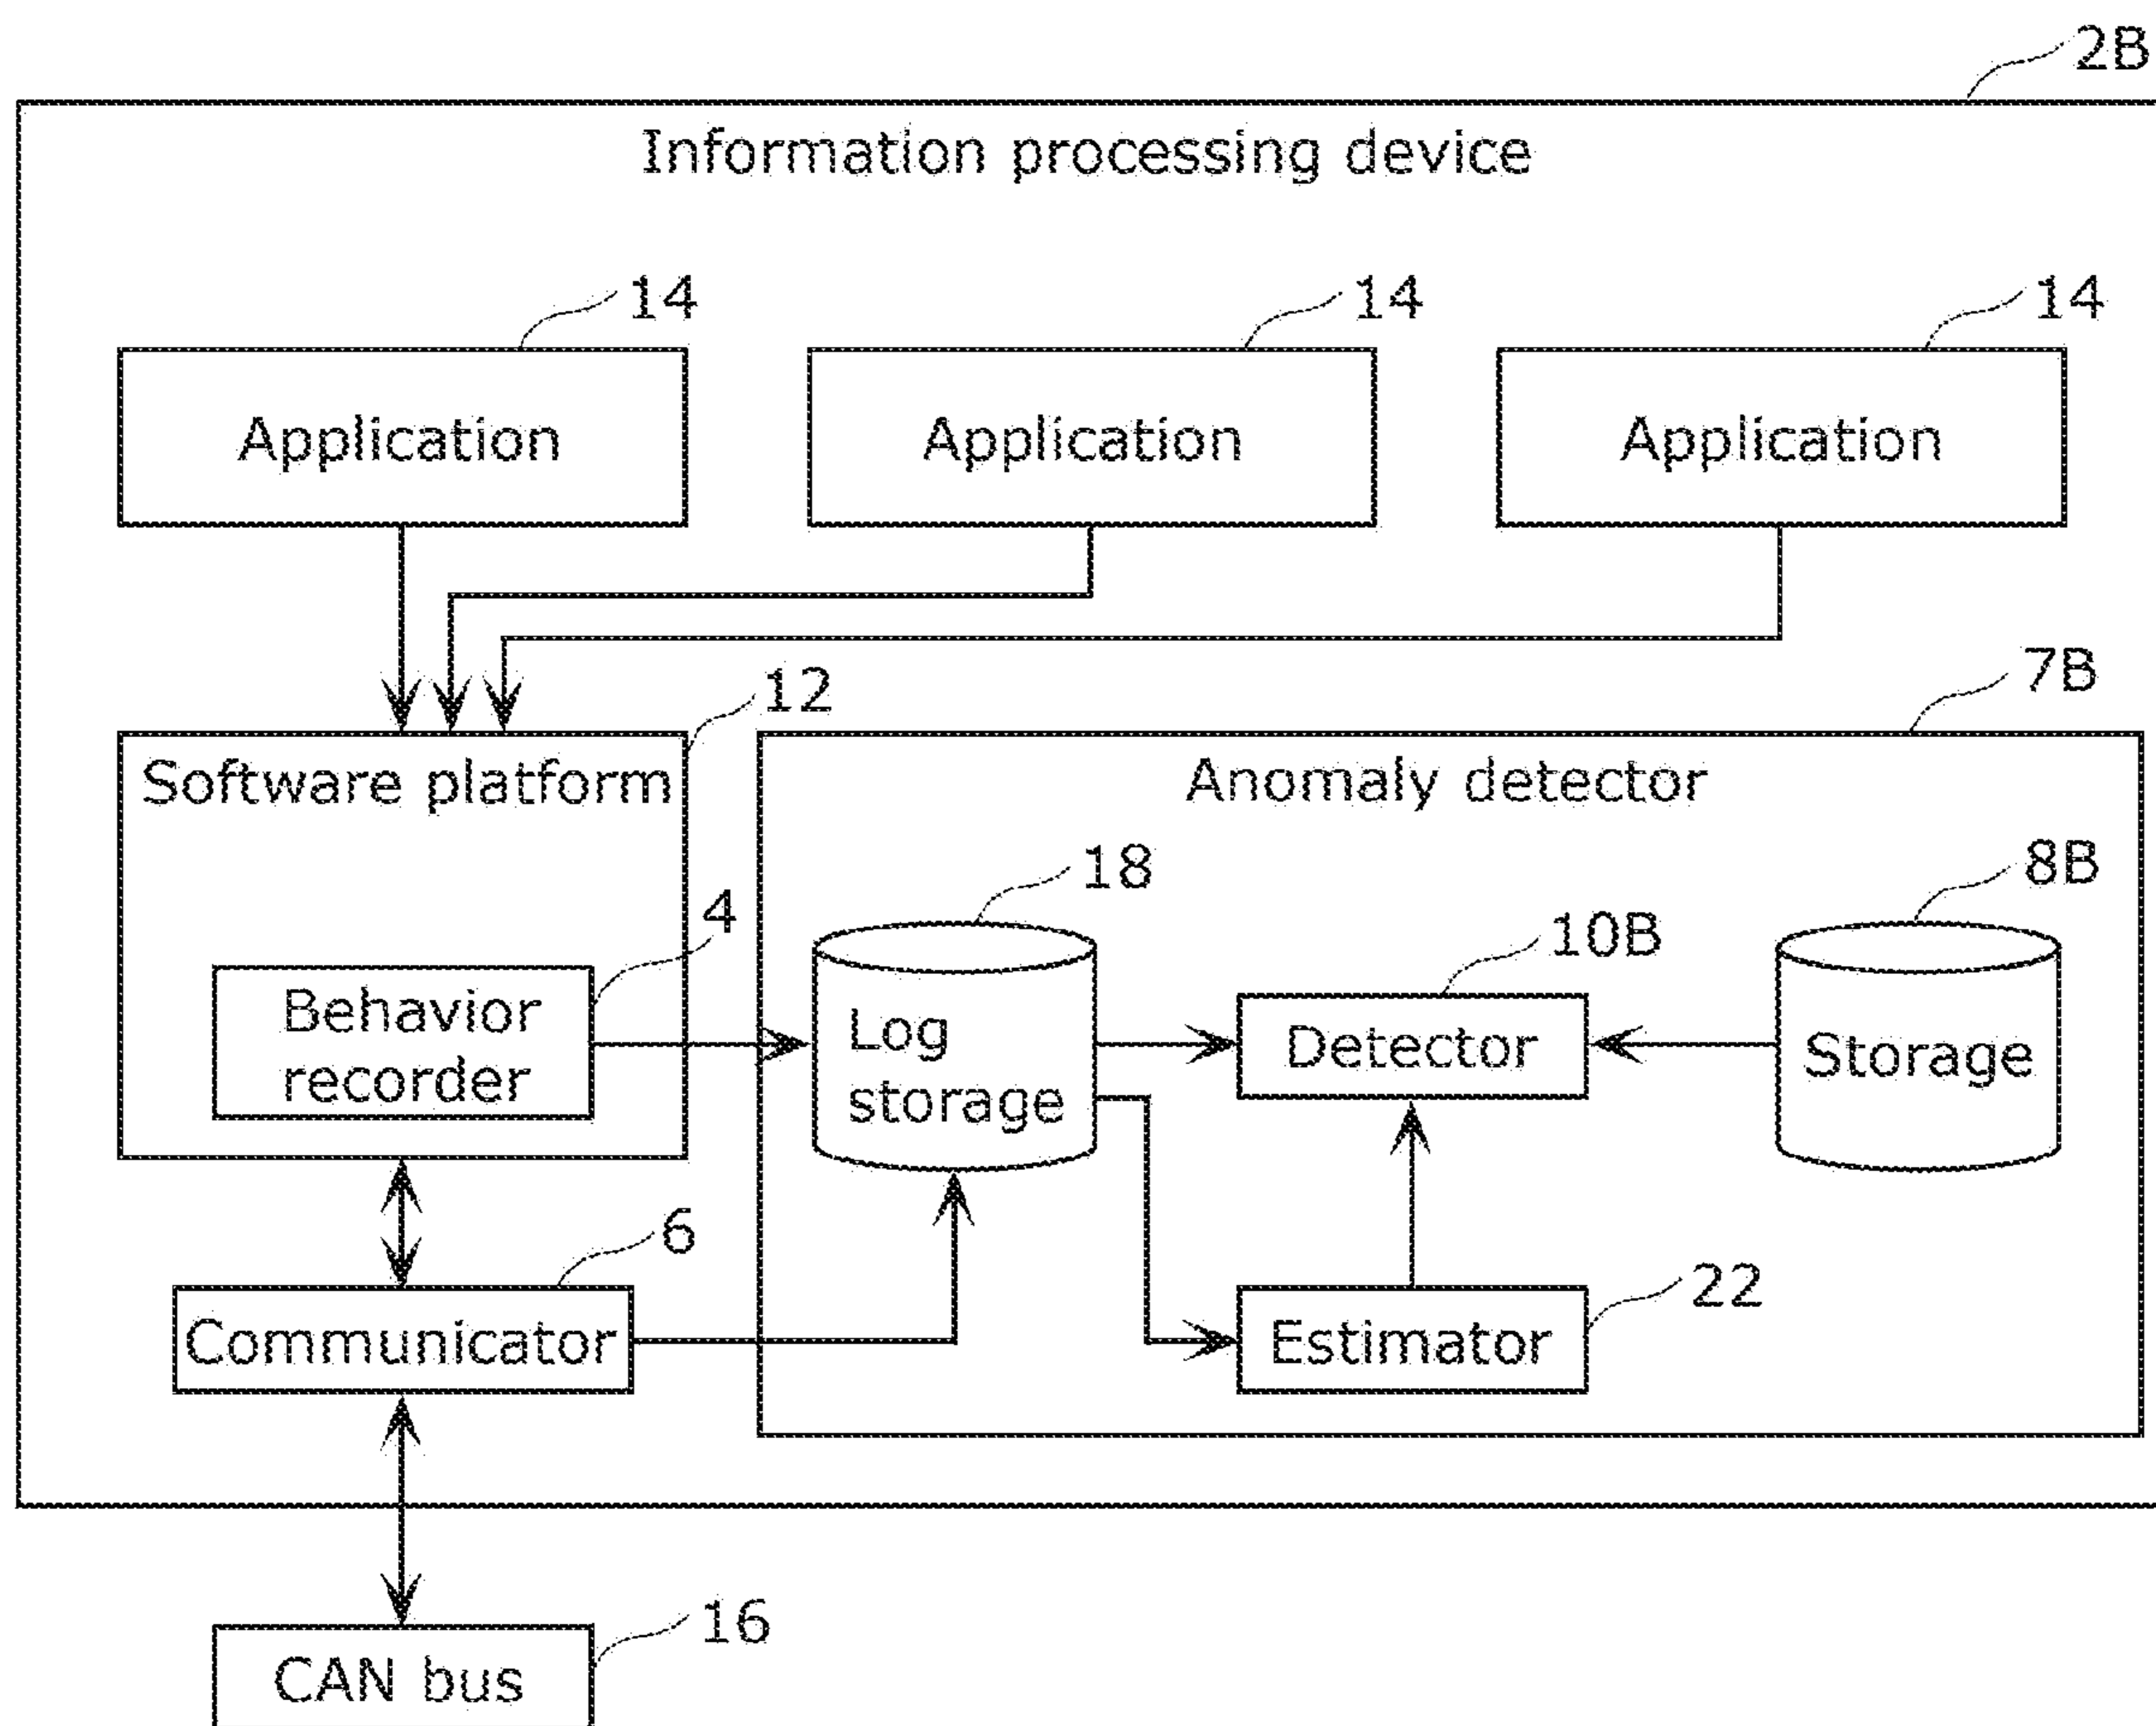 2B
Information processing device
14
14
14
Application
Application
Application
12
7B
Software platform
Anomaly detector
18
8B
4
10B
Behavior
recorder
Log
storage
Detector
Storage
6
22
Communicator
Estimator
16
CAN bus